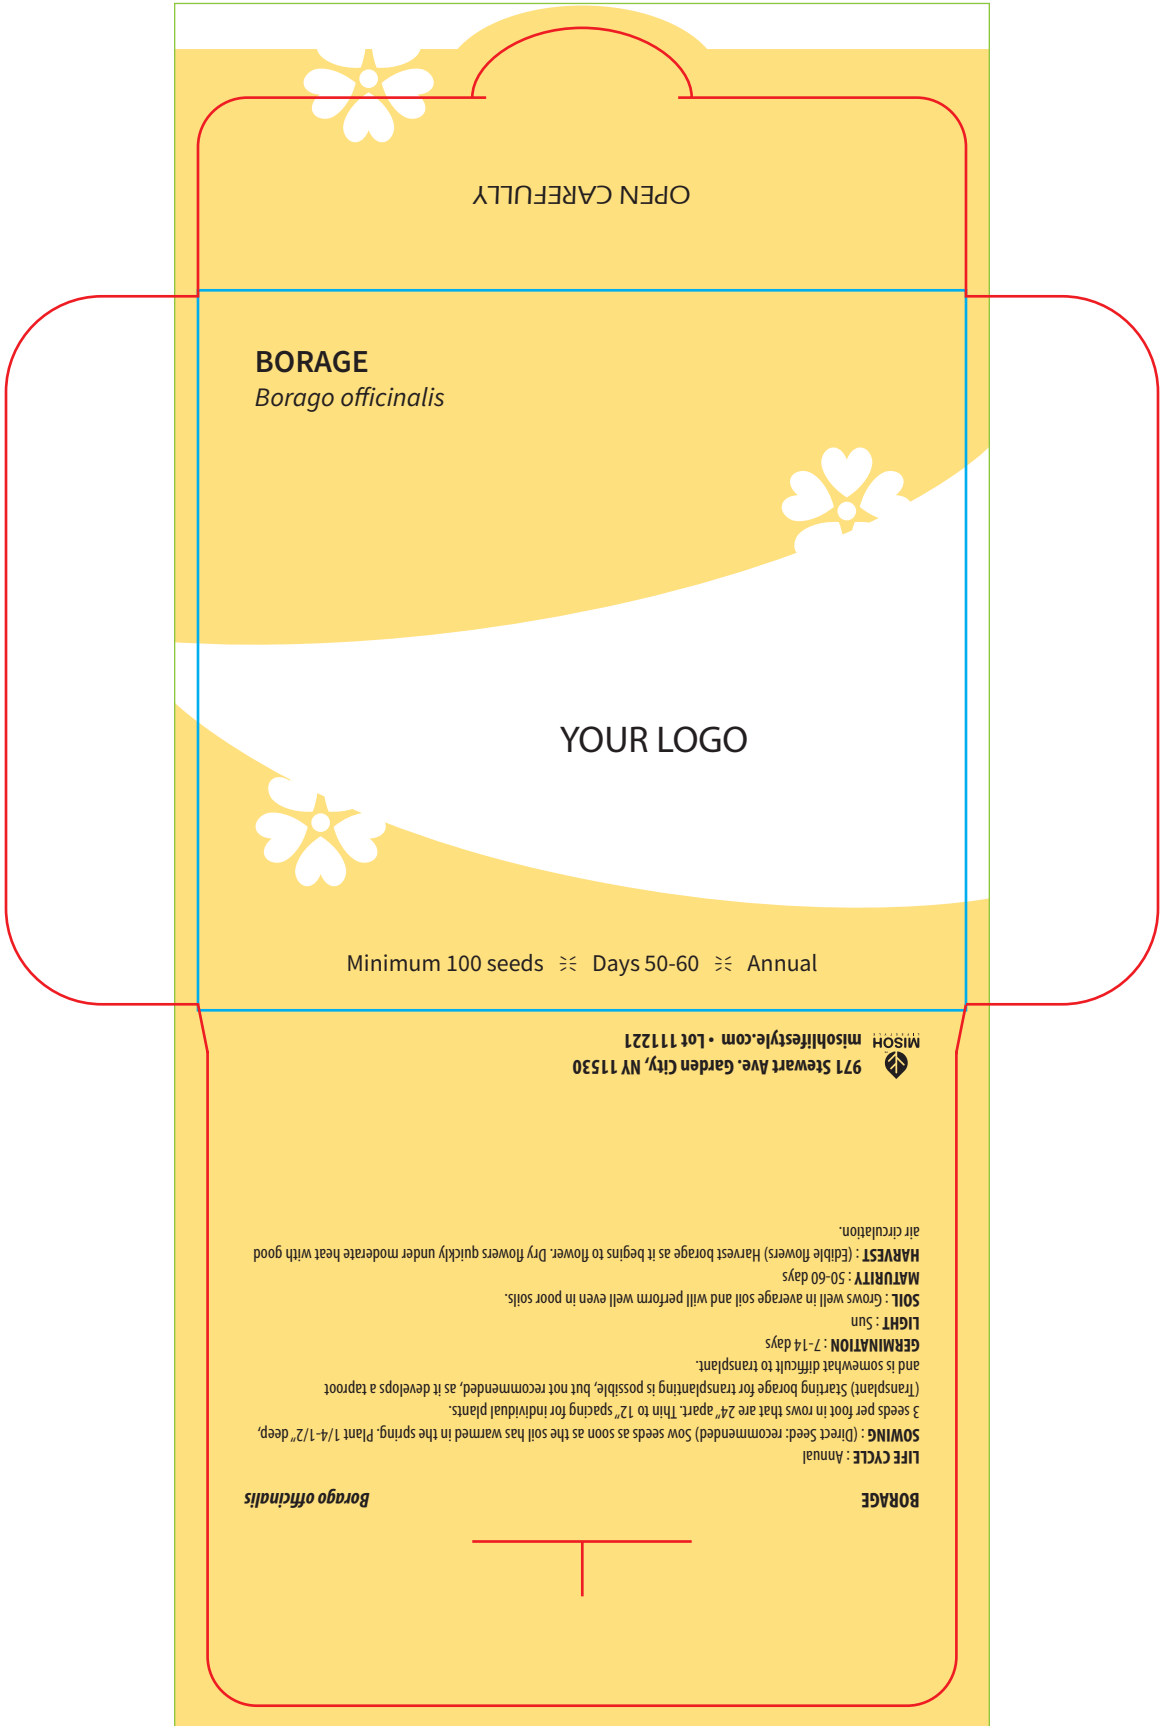 OPEN CAREFULLY
BORAGE
Borago officinalis
YOUR LOGO
Minimum 100 seeds Days 50-60 Annual
BORAGE Borago officinalis
LIFE CYCLE : Annual
SOWING : (Direct Seed: recommended) Sow seeds as soon as the soil has warmed in the spring. Plant 1/4-1/2" deep,
3 seeds per foot in rows that are 24" apart. Thin to 12" spacing for individual plants.
(Transplant) Starting borage for transplanting is possible, but not recommended, as it develops a taproot
and is somewhat difficult to transplant.
GERMINATION : 7-14 days
LIGHT : Sun
SOIL : Grows well in average soil and will perform well even in poor soils.
MATURITY : 50-60 days
HARVEST : (Edible flowers) Harvest borage as it begins to flower. Dry flowers quickly under moderate heat with good
air circulation.
971 Stewart Ave. Garden City, NY 11530
misohlifestyle.com • Lot 111221
MISOH